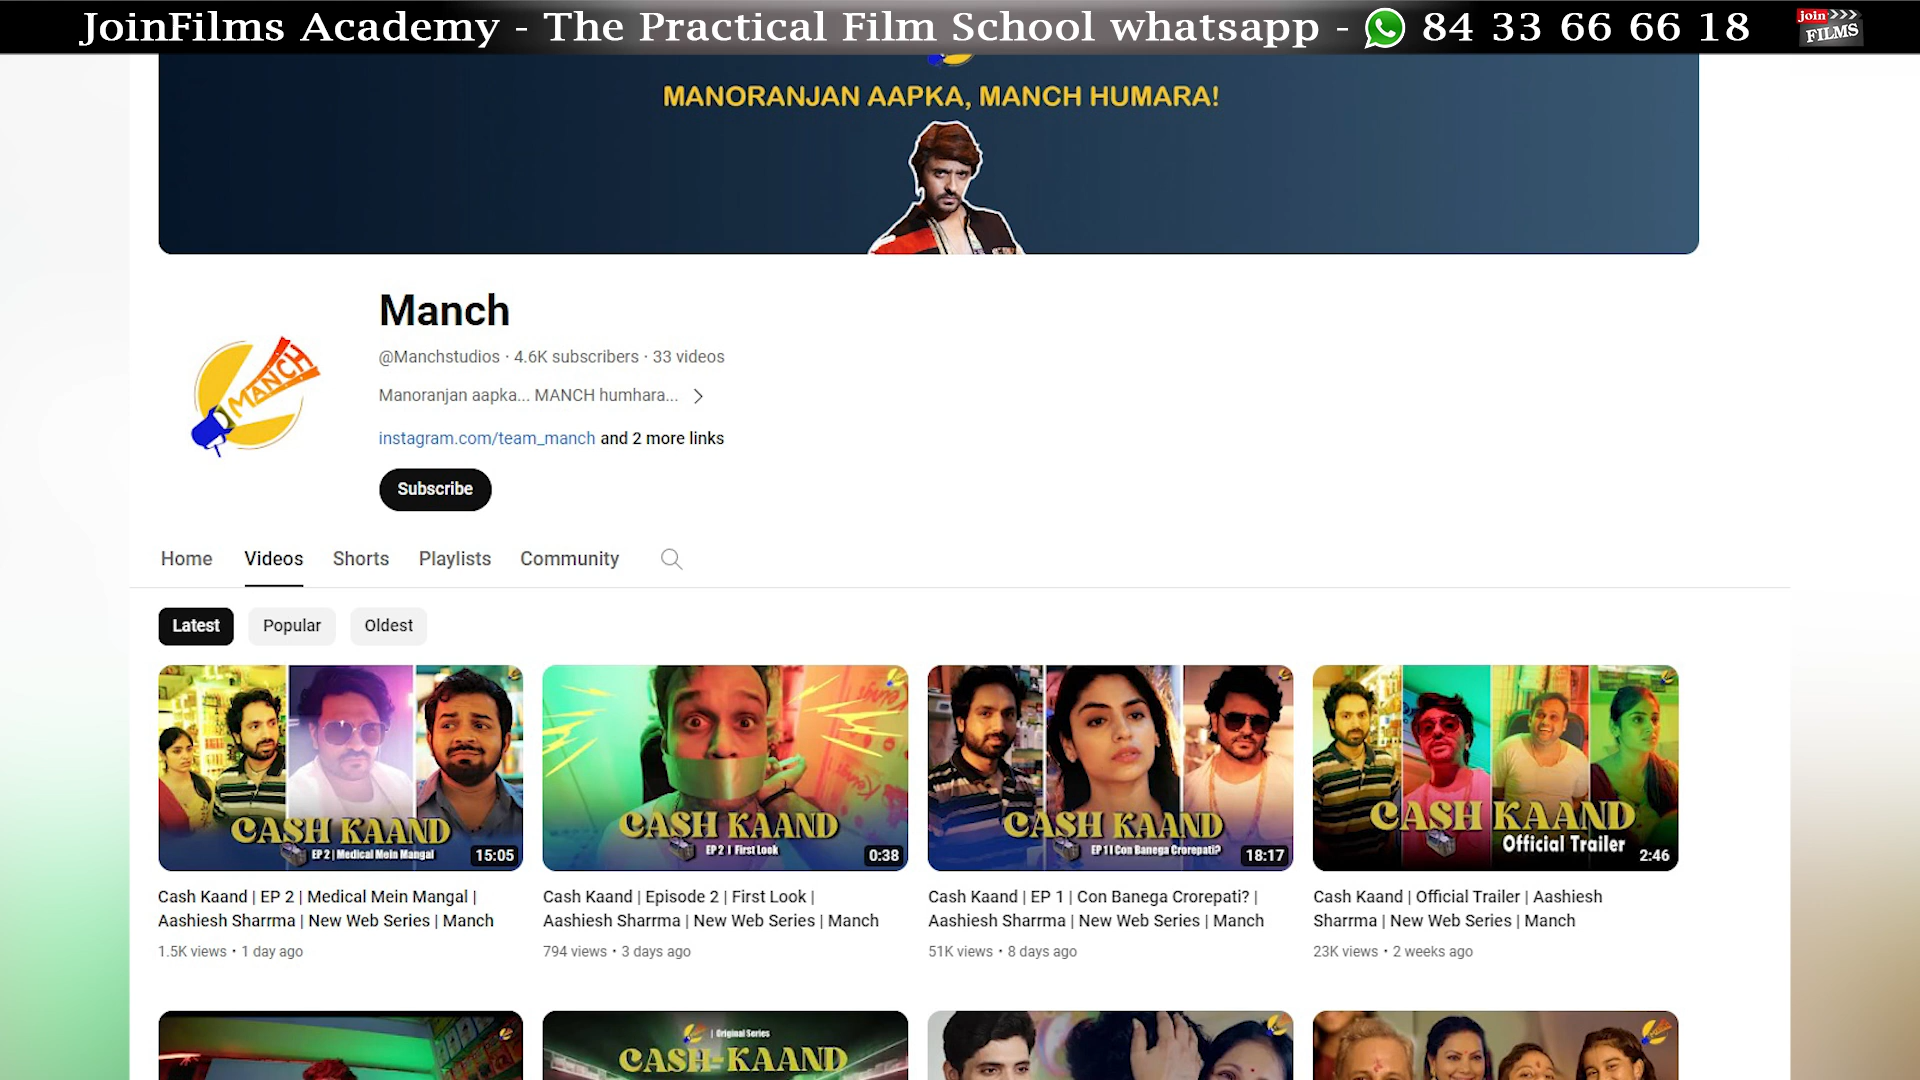 JoinFilms Academy - The Practical Film School whatsapp - 84 33 66 66 18
join
FILMS
MANORANJAN AAPKA, MANCH HUMARA!
MANCH
Manch
@Manchstudios · 4.6K subscribers · 33 videos
Manoranjan aapka... MANCH humhara...
instagram.com/team_manch and 2 more links
Subscribe
Home Videos Shorts Playlists Community
Latest Popular Oldest
CASH KAAND
EP 2 | Medical Mein Mangal
15:05
CASH KAAND
EP 2 | First Look
0:38
CASH KAAND
EP 1 | Con Banega Crorepati?
18:17
CASH KAAND
Official Trailer
2:46
Cash Kaand | EP 2 | Medical Mein Mangal |
Aashiesh Sharrma | New Web Series | Manch
1.5K views • 1 day ago
Cash Kaand | Episode 2 | First Look |
Aashiesh Sharrma | New Web Series | Manch
794 views • 3 days ago
Cash Kaand | EP 1 | Con Banega Crorepati? |
Aashiesh Sharrma | New Web Series | Manch
51K views • 8 days ago
Cash Kaand | Official Trailer | Aashiesh
Sharrma | New Web Series | Manch
23K views • 2 weeks ago
| Original Series
CASH-KAAND